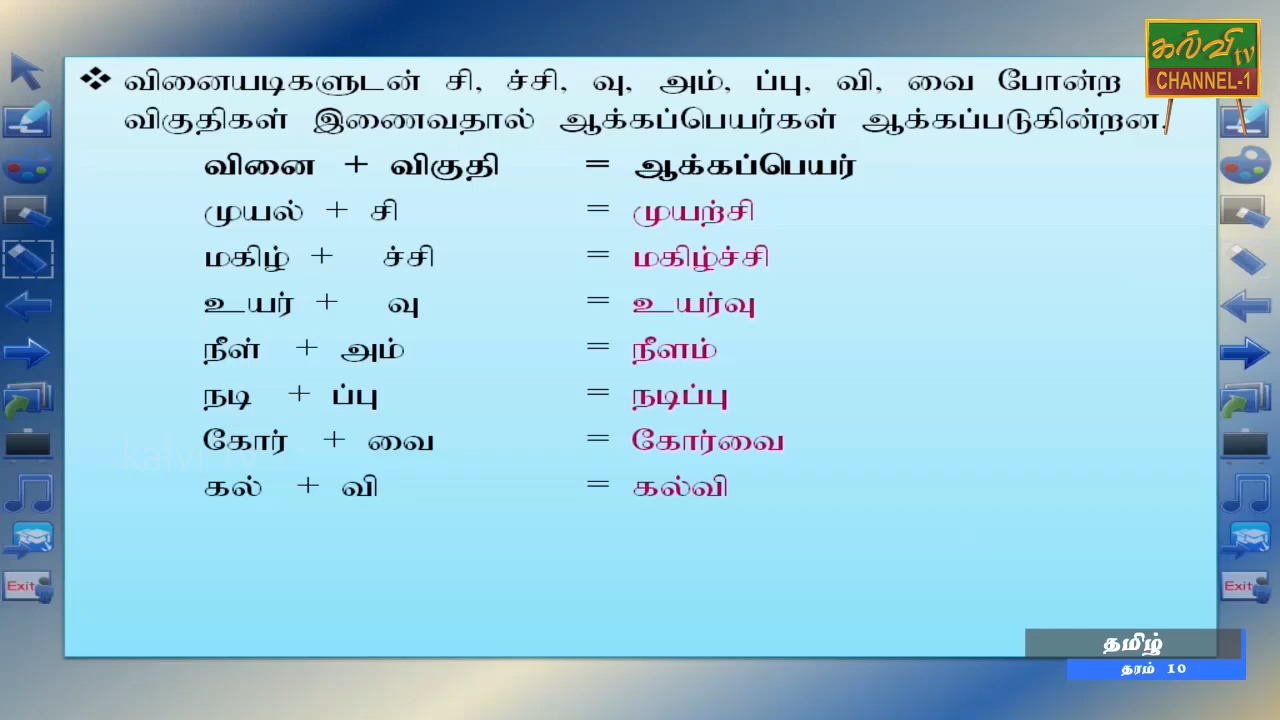 கல்வி tv
CHANNEL-1
❖ வினையடிகளுடன் சி, ச்சி, வு, அம், ப்பு, வி, வை போன்ற
விகுதிகள் இணைவதால் ஆக்கப்பெயர்கள் ஆக்கப்படுகின்றன.
வினை + விகுதி = ஆக்கப்பெயர்
முயல் + சி = முயற்சி
மகிழ் + ச்சி = மகிழ்ச்சி
உயர் + வு = உயர்வு
நீள் + அம் = நீளம்
நடி + ப்பு = நடிப்பு
கோர் + வை = கோர்வை
kalvi TV
கல் + வி = கல்வி
Exit
Exit
தமிழ்
தரம் 10